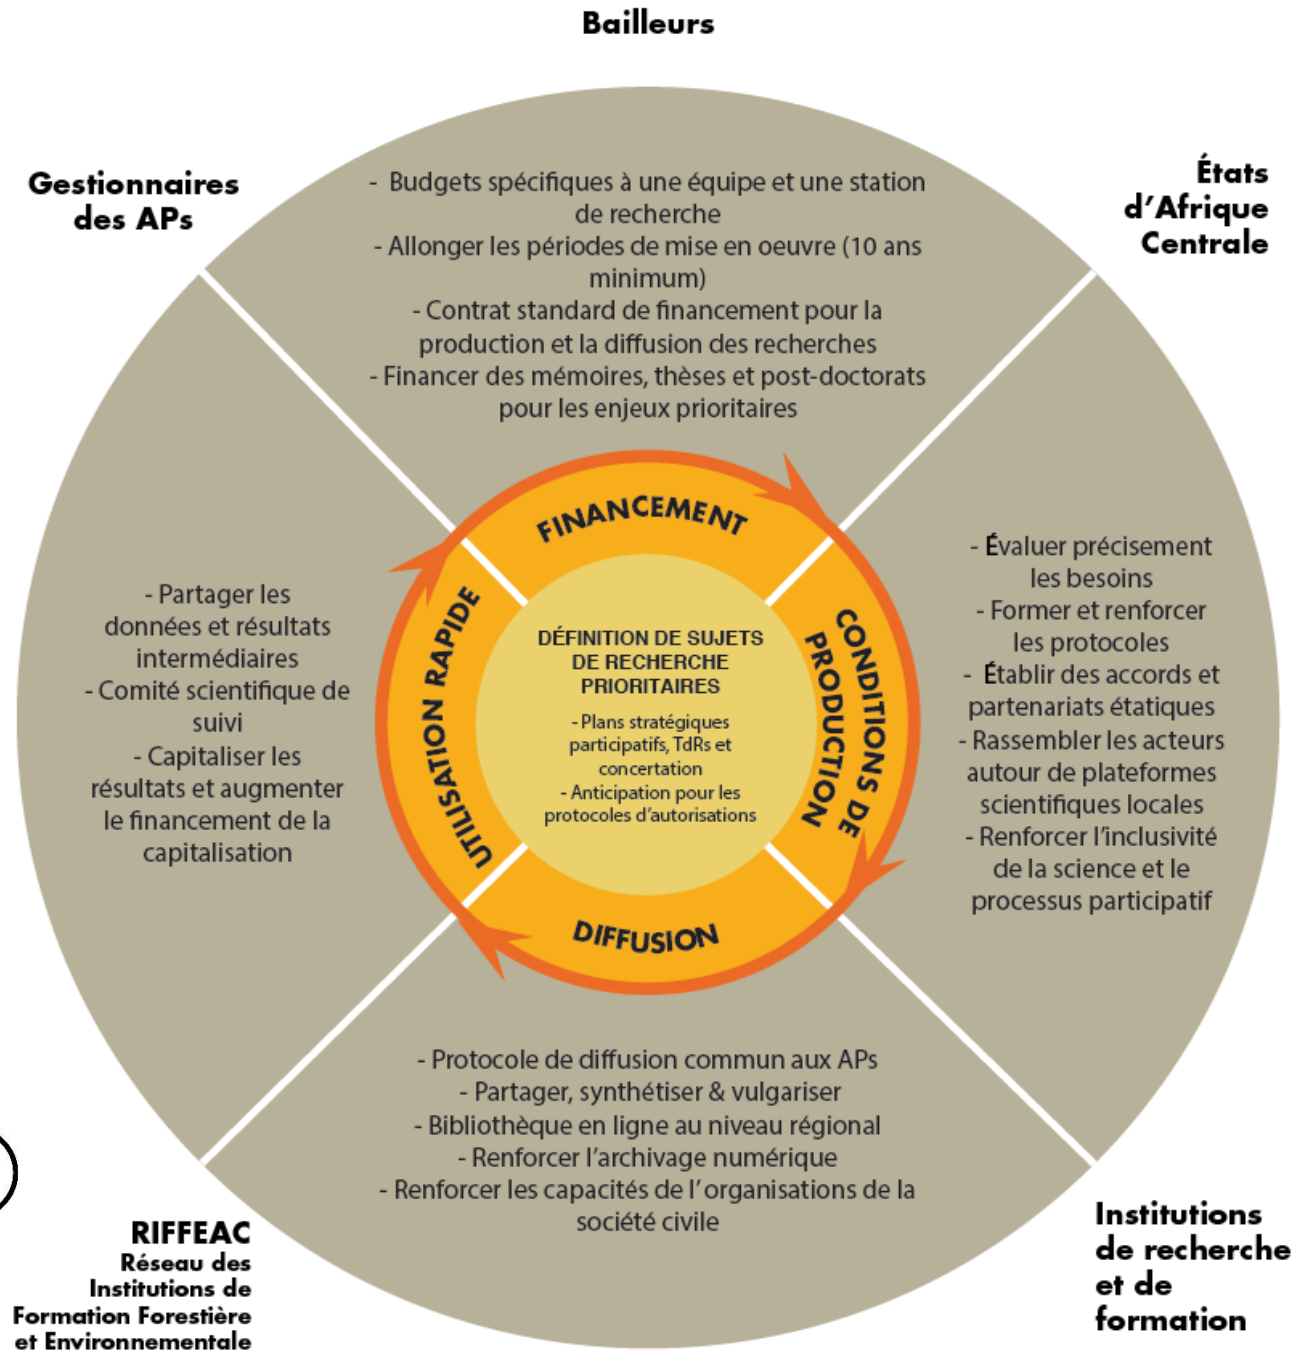 Bailleurs
Gestionnaires
des APs
États
d’Afrique
Centrale
- Budgets spécifiques à une équipe et une station
de recherche
- Allonger les périodes de mise en oeuvre (10 ans
minimum)
- Contrat standard de financement pour la
production et la diffusion des recherches
- Financer des mémoires, thèses et post-doctorats
pour les enjeux prioritaires
FINANCEMENT
- Évaluer précisement
les besoins
- Former et renforcer
les protocoles
- Établir des accords et
partenariats étatiques
- Rassembler les acteurs
autour de plateformes
scientifiques locales
- Renforcer l’inclusivité
de la science et le
processus participatif
CONDITIONS DE
PRODUCTION
DÉFINITION DE SUJETS
DE RECHERCHE
PRIORITAIRES
- Plans stratégiques
participatifs, TdRs et
concertation
- Anticipation pour les
protocoles d’autorisations
UTILISATION RAPIDE
- Partager les
données et résultats
intermédiaires
- Comité scientifique de
suivi
- Capitaliser les
résultats et augmenter
le financement de la
capitalisation
DIFFUSION
- Protocole de diffusion commun aux APs
- Partager, synthétiser & vulgariser
- Bibliothèque en ligne au niveau régional
- Renforcer l’archivage numérique
- Renforcer les capacités de l’organisations de la
société civile
RIFFEAC
Réseau des
Institutions de
Formation Forestière
et Environnementale
Institutions
de recherche
et de
formation